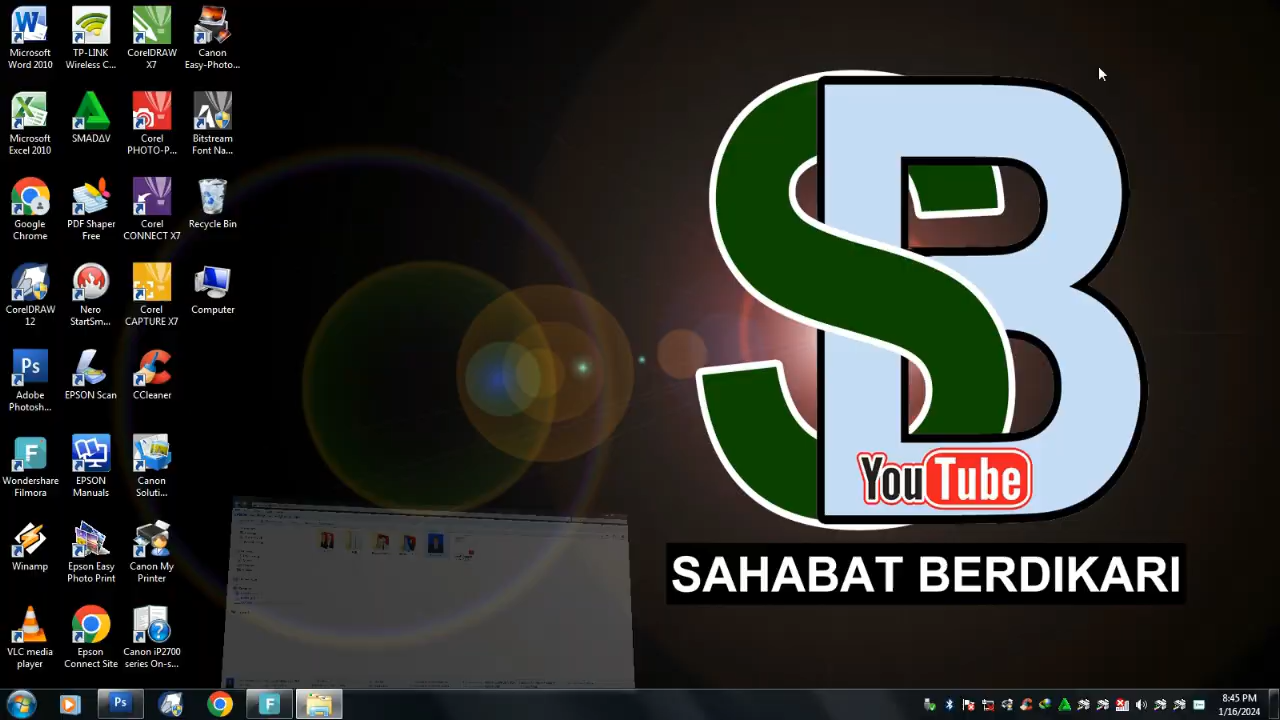 Microsoft
Word 2010
TP-LINK
Wireless C...
CorelDRAW
X7
Canon
Easy-Photo...
Microsoft
Excel 2010
SMADΔV
Corel
PHOTO-P...
Bitstream
Font Na...
Google
Chrome
PDF Shaper
Free
Corel
CONNECT X7
Recycle Bin
CorelDRAW
12
Nero
StartSm...
Corel
CAPTURE X7
Computer
Adobe
Photosh...
EPSON Scan
CCleaner
Wondershare
Filmora
EPSON
Manuals
Canon
Soluti...
Winamp
Epson Easy
Photo Print
Canon My
Printer
VLC media
player
Epson
Connect Site
Canon iP2700
series On-s...
SB
YouTube
SAHABAT BERDIKARI
8:45 PM
1/16/2024